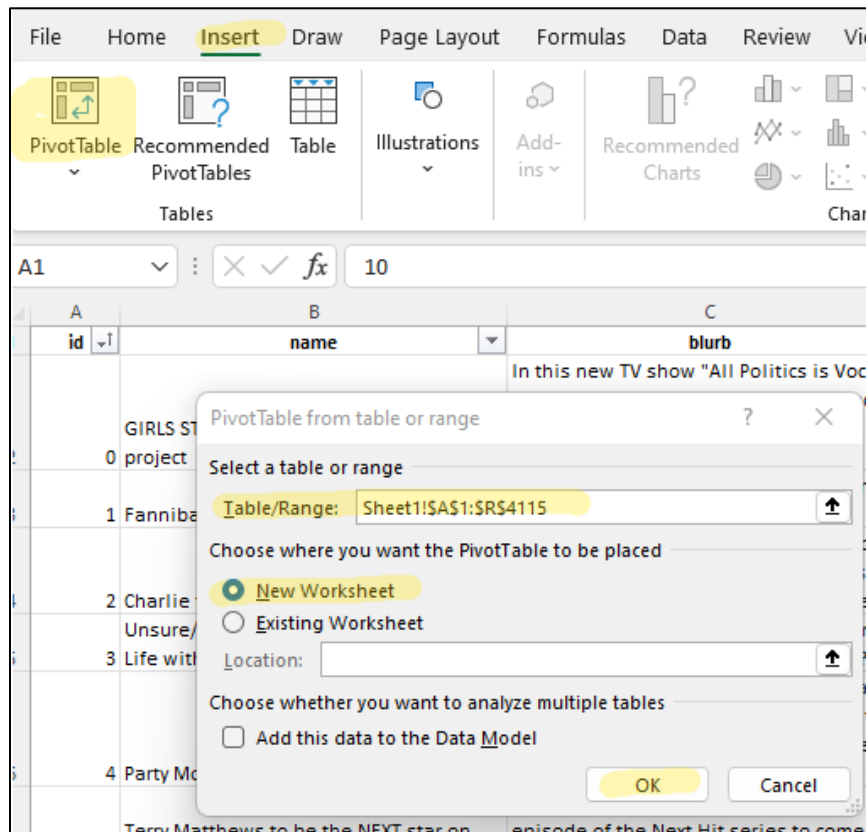 File Home Insert Draw Page Layout Formulas Data Review
PivotTable Recommended PivotTables Table Illustrations Add-ins Recommended Charts
Tables
A1 fx 10
A B C
id name blurb
In this new TV show "All Politics is
GIRLS
0 project
1
2 Charlie
Unsure/
3 Life
4 Party
Terry Matthews to be the NEXT star on episode of the Next Hit series to come
PivotTable from table or range ?
Select a table or range
Table/Range: Sheet1!$A$1:$R$4115
Choose where you want the PivotTable to be placed
New Worksheet
Existing Worksheet
Location:
Choose whether you want to analyze multiple tables
Add this data to the Data Model
OK Cancel